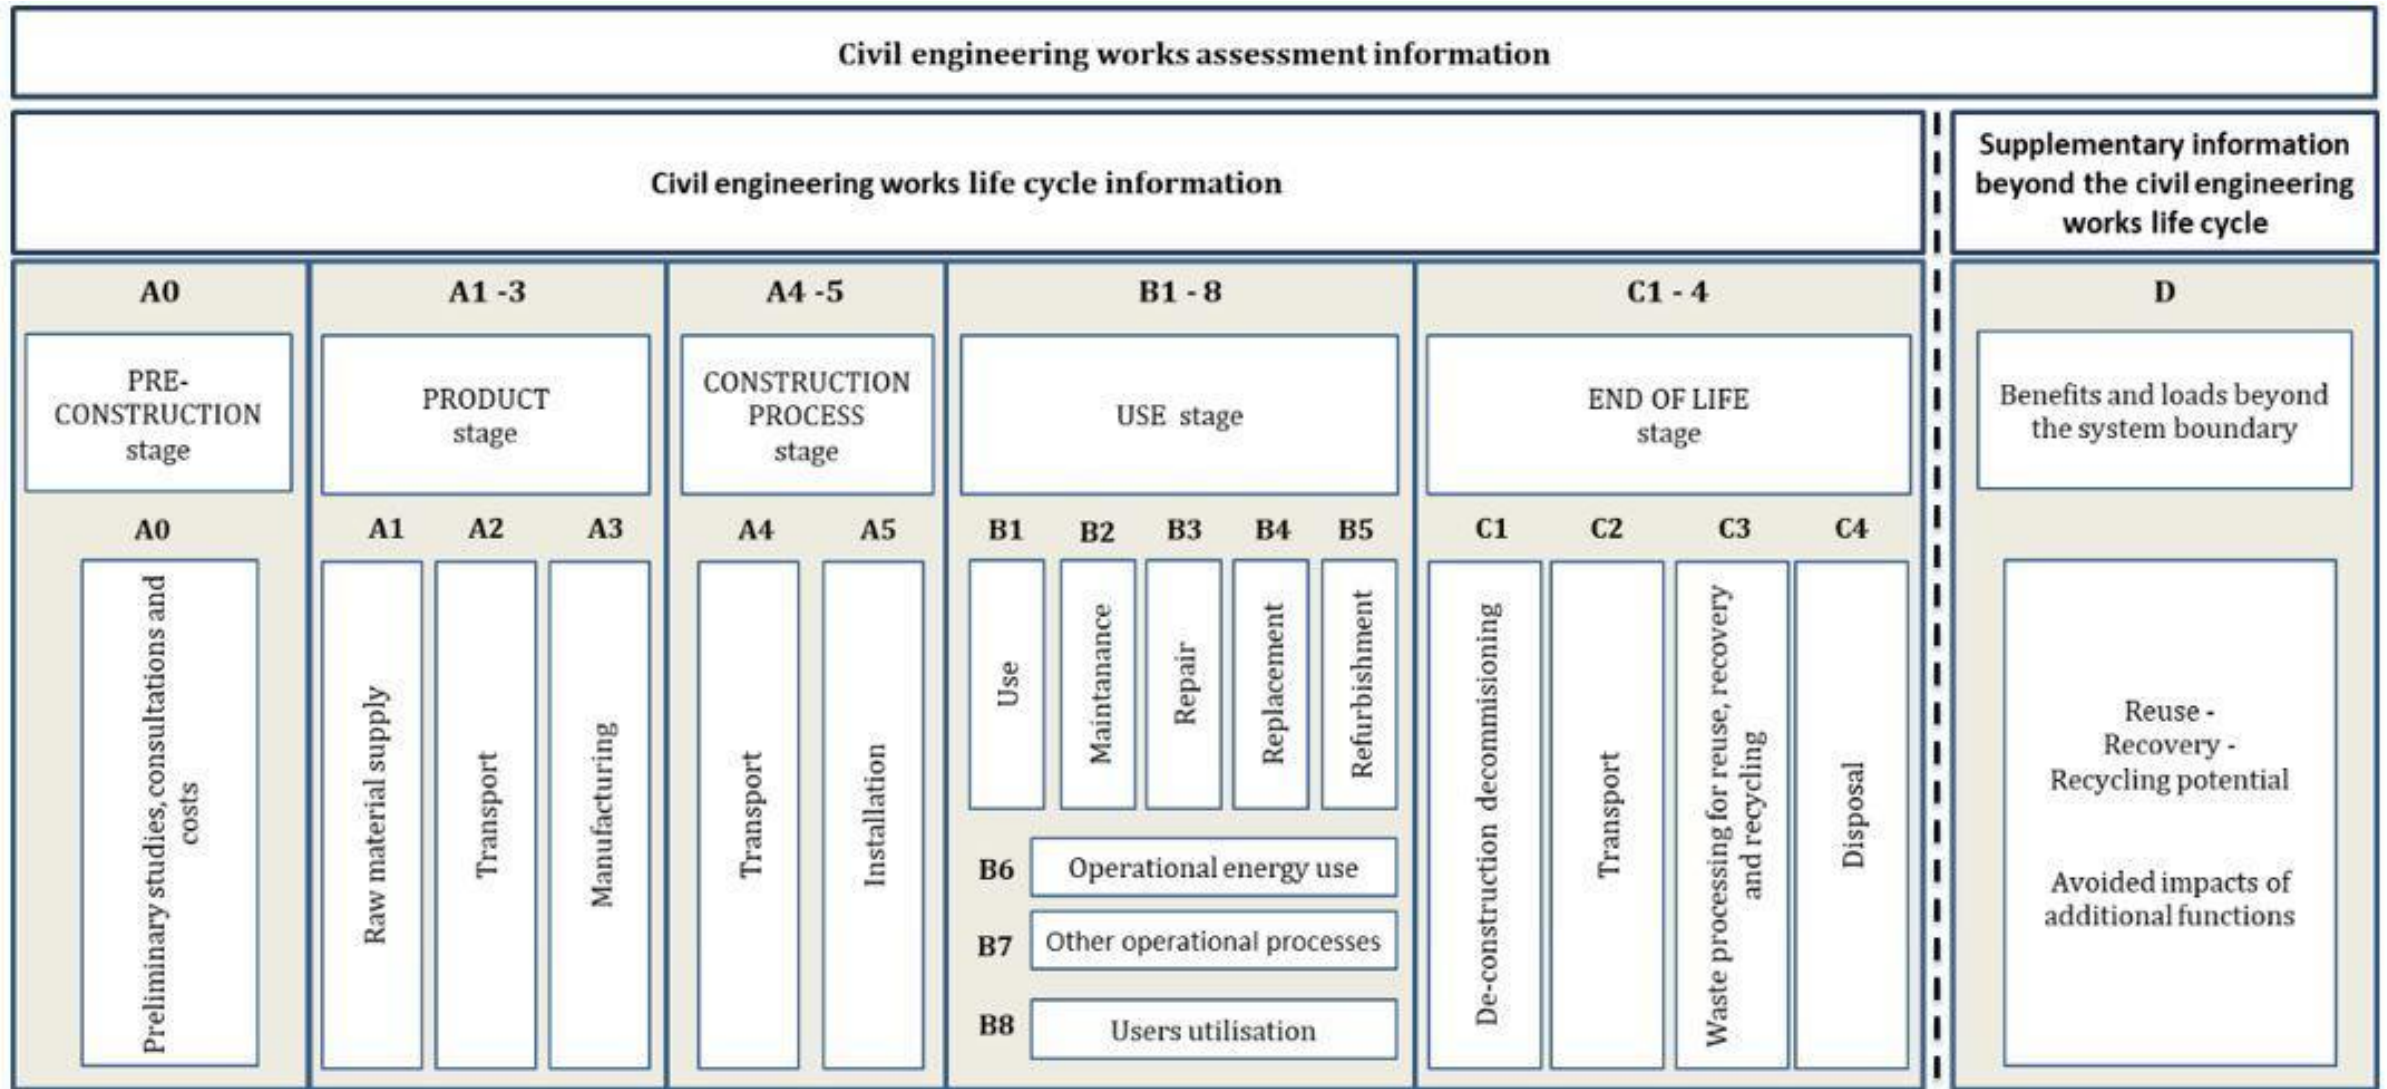 Civil engineering works assessment information
Civil engineering works life cycle information
Supplementary information
beyond the civil engineering
works life cycle
A0
A1 -3
A4 -5
B1 - 8
C1 - 4
D
PRE-
CONSTRUCTION
stage
PRODUCT
stage
CONSTRUCTION
PROCESS
stage
USE stage
END OF LIFE
stage
Benefits and loads beyond
the system boundary
A0
A1
A2
A3
A4
A5
B1
B2
B3
B4
B5
C1
C2
C3
C4
Preliminary studies, consultations and
costs
Raw material supply
Transport
Manufacturing
Transport
Installation
Use
Maintanance
Repair
Replacement
Refurbishment
B6
Operational energy use
B7
Other operational processes
B8
Users utilisation
De-construction decommisioning
Transport
Waste processing for reuse, recovery
and recycling
Disposal
Reuse -
Recovery -
Recycling potential
Avoided impacts of
additional functions